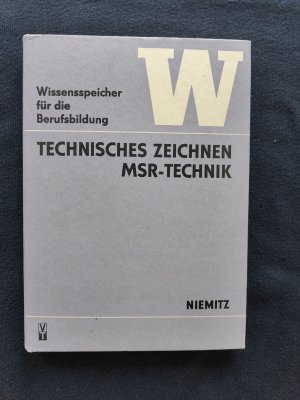 W
Wissensspeicher
für die
Berufsbildung
TECHNISCHES ZEICHNEN
MSR-TECHNIK
NIEMITZ
VT